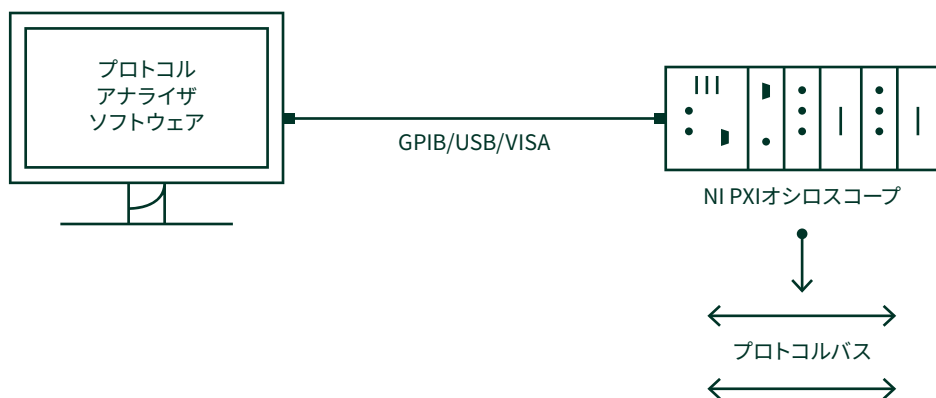 プロトコル
アナライザ
ソフトウェア
GPIB/USB/VISA
NI PXIオシロスコープ
プロトコルバス